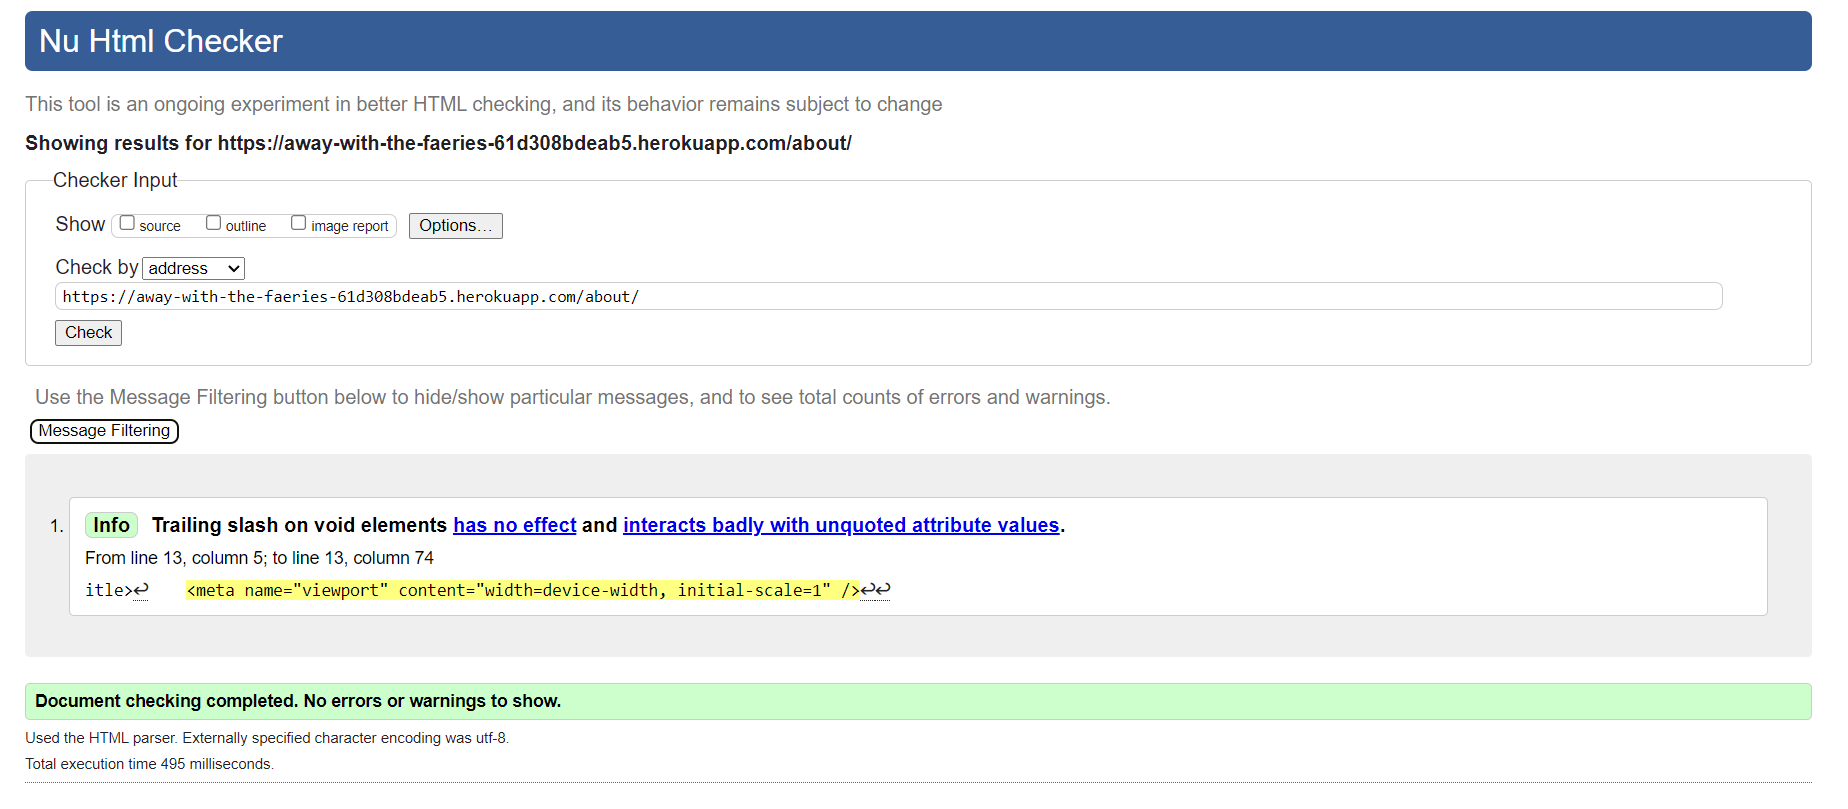 Nu Html Checker
This tool is an ongoing experiment in better HTML checking, and its behavior remains subject to change
Showing results for https://away-with-the-faeries-61d308bdeab5.herokuapp.com/about/
Checker Input
Show source outline image report Options...
Check by address
https://away-with-the-faeries-61d308bdeab5.herokuapp.com/about/
Check
Use the Message Filtering button below to hide/show particular messages, and to see total counts of errors and warnings.
Message Filtering
1. Info Trailing slash on void elements has no effect and interacts badly with unquoted attribute values.
From line 13, column 5; to line 13, column 74
itle>↩ <meta name="viewport" content="width=device-width, initial-scale=1" />↩↩
Document checking completed. No errors or warnings to show.
Used the HTML parser. Externally specified character encoding was utf-8.
Total execution time 495 milliseconds.